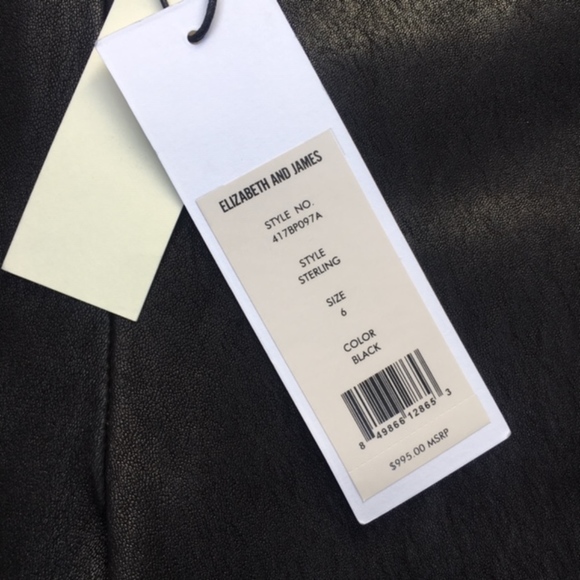 ELIZABETH AND JAMES
STYLE NO.
417BP097A
STYLE
STERLING
SIZE
6
COLOR
BLACK
8 49866 12865 3
$995.00 MSRP